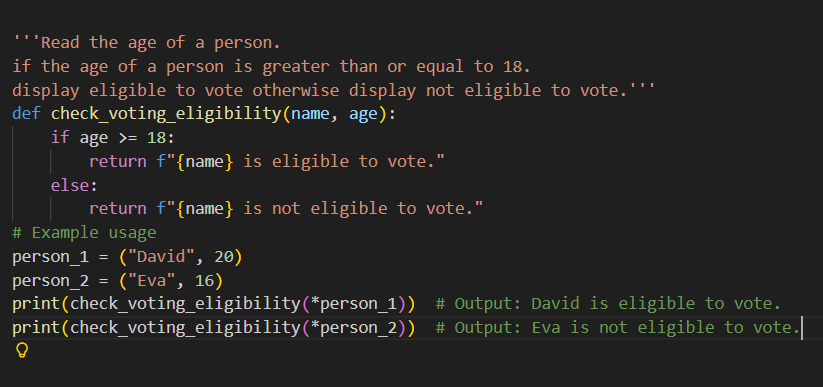 '''Read the age of a person.
if the age of a person is greater than or equal to 18.
display eligible to vote otherwise display not eligible to vote.'''
def check_voting_eligibility(name, age):
    if age >= 18:
        return f"{name} is eligible to vote."
    else:
        return f"{name} is not eligible to vote."
# Example usage
person_1 = ("David", 20)
person_2 = ("Eva", 16)
print(check_voting_eligibility(*person_1))  # Output: David is eligible to vote.
print(check_voting_eligibility(*person_2))  # Output: Eva is not eligible to vote.